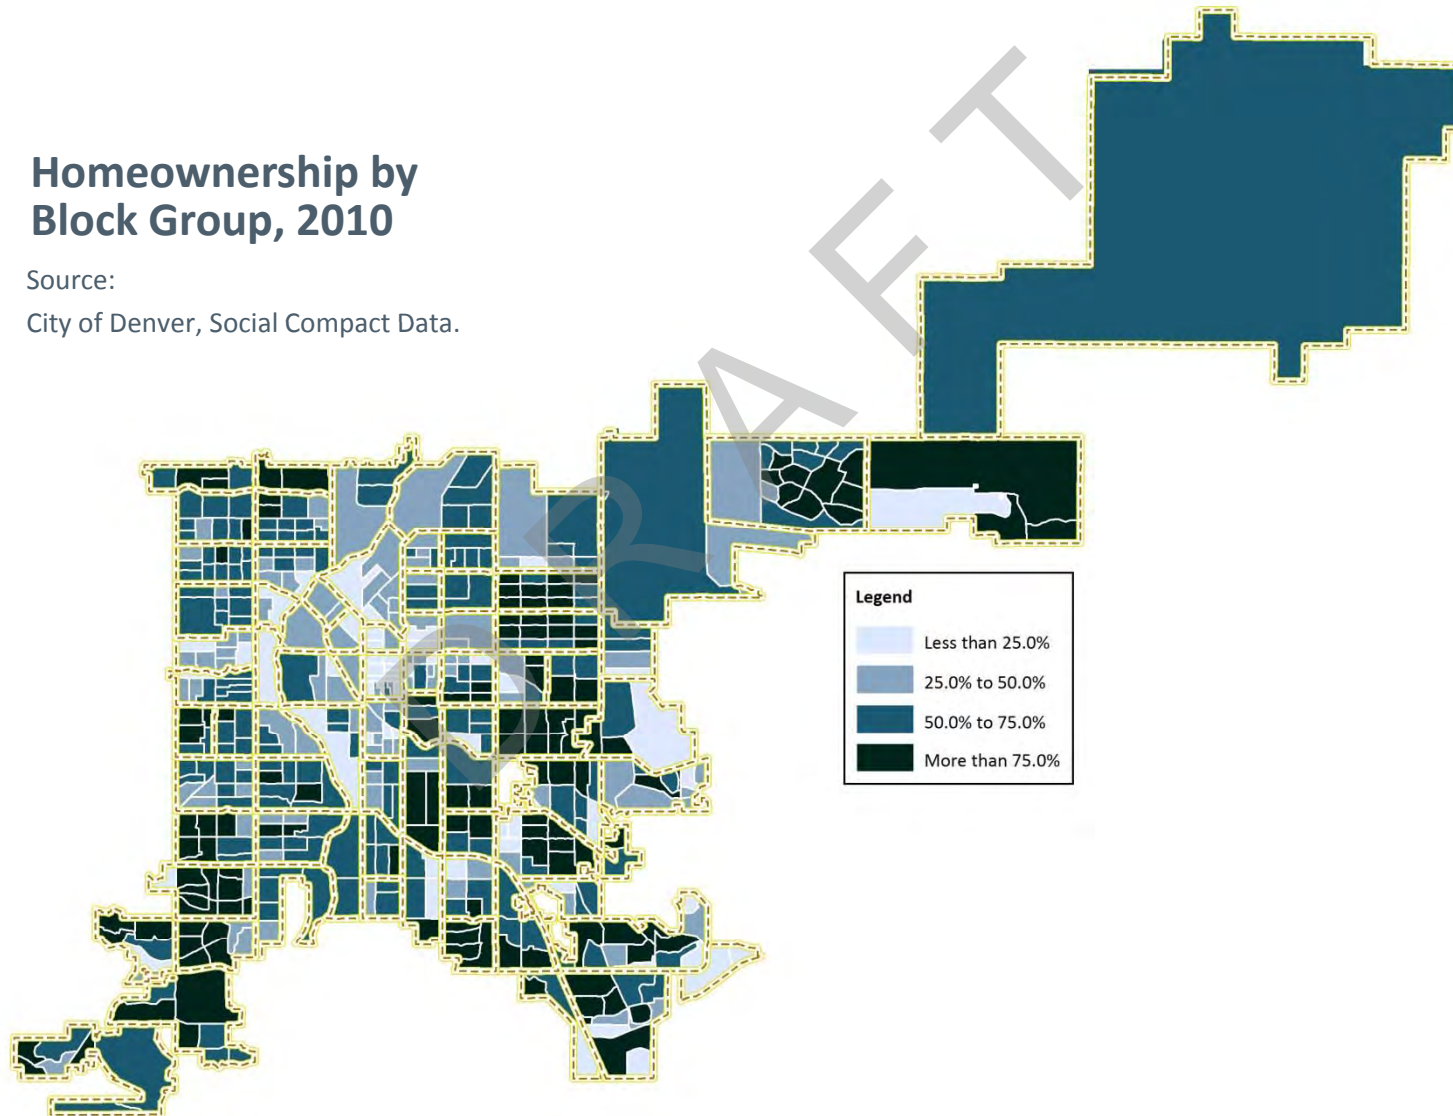 Homeownership by
Block Group, 2010
Source:
City of Denver, Social Compact Data.
DRAFT
Legend
Less than 25.0%
25.0% to 50.0%
50.0% to 75.0%
More than 75.0%